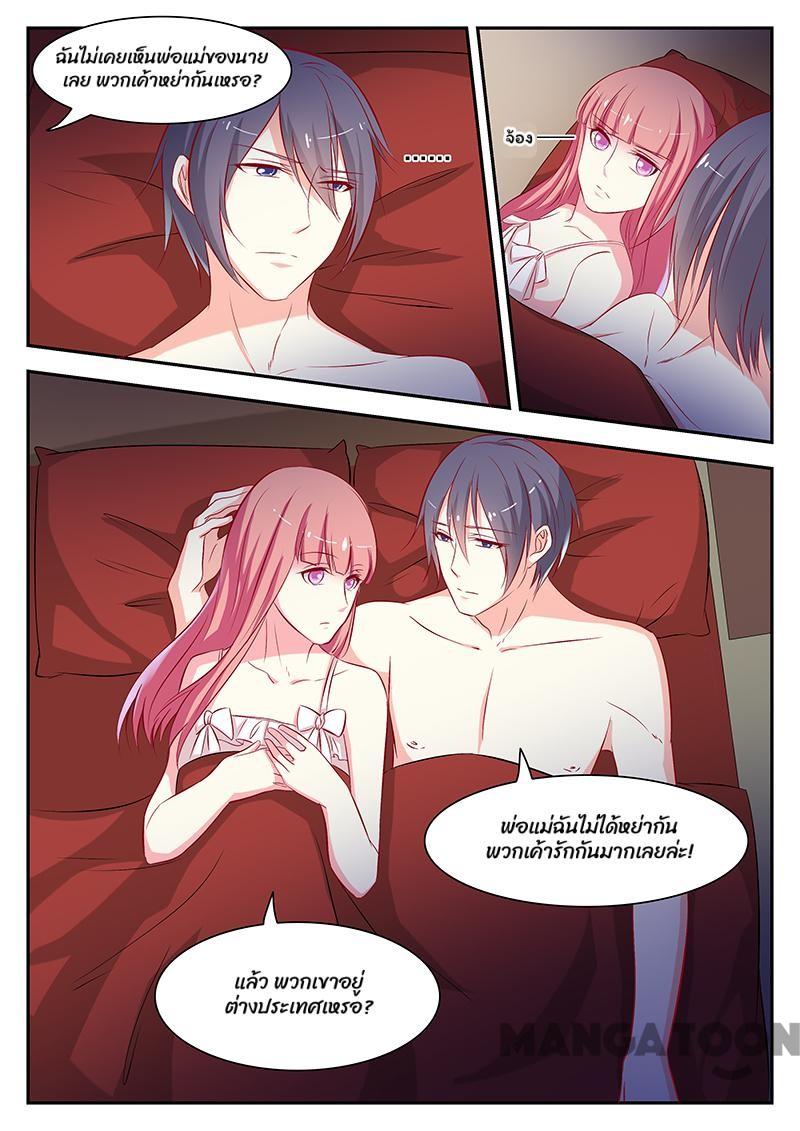 ฉันไม่เคยเห็นพ่อแม่ของนาย
เลย พวกเค้าหย่ากันเหรอ?
......
จ้อง
พ่อแม่ฉันไม่ได้หย่ากัน
พวกเค้ารักกันมากเลยล่ะ!
แล้ว พวกเขาอยู่
ต่างประเทศเหรอ?
MANGATOON